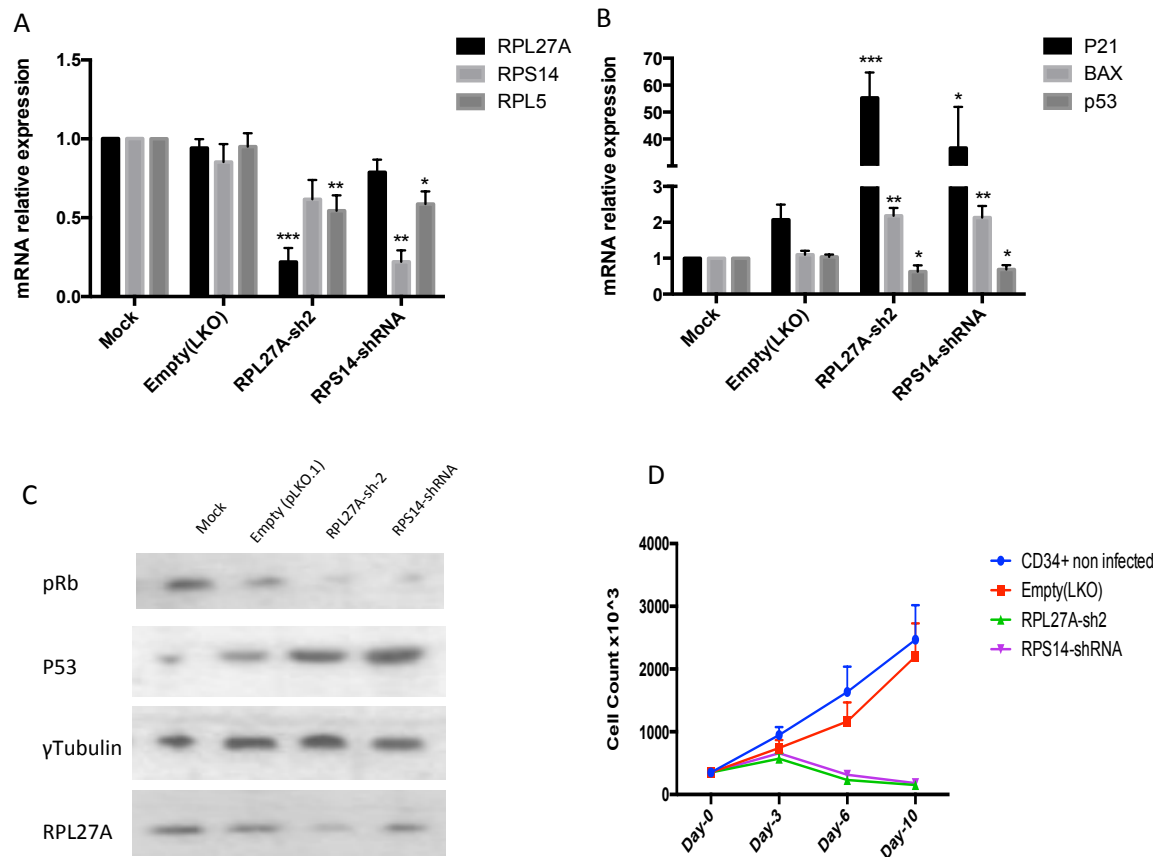 A
mRNA relative expression
1.5
1.0
0.5
0.0
***
**
**
*
Mock
Empty(LKO)
RPL27A-sh2
RPS14-shRNA
RPL27A
RPS14
RPL5
B
mRNA relative expression
70
60
50
40
30
2
1
0
***
**
*
*
**
*
Mock
Empty(LKO)
RPL27A-sh2
RPS14-shRNA
P21
BAX
p53
C
Mock
Empty (pLKO.1)
RPL27A-sh-2
RPS14-shRNA
pRb
P53
γTubulin
RPL27A
D
Cell Count x10^3
4000
3000
2000
1000
0
Day-0
Day-3
Day-6
Day-10
CD34+ non infected
Empty(LKO)
RPL27A-sh2
RPS14-shRNA